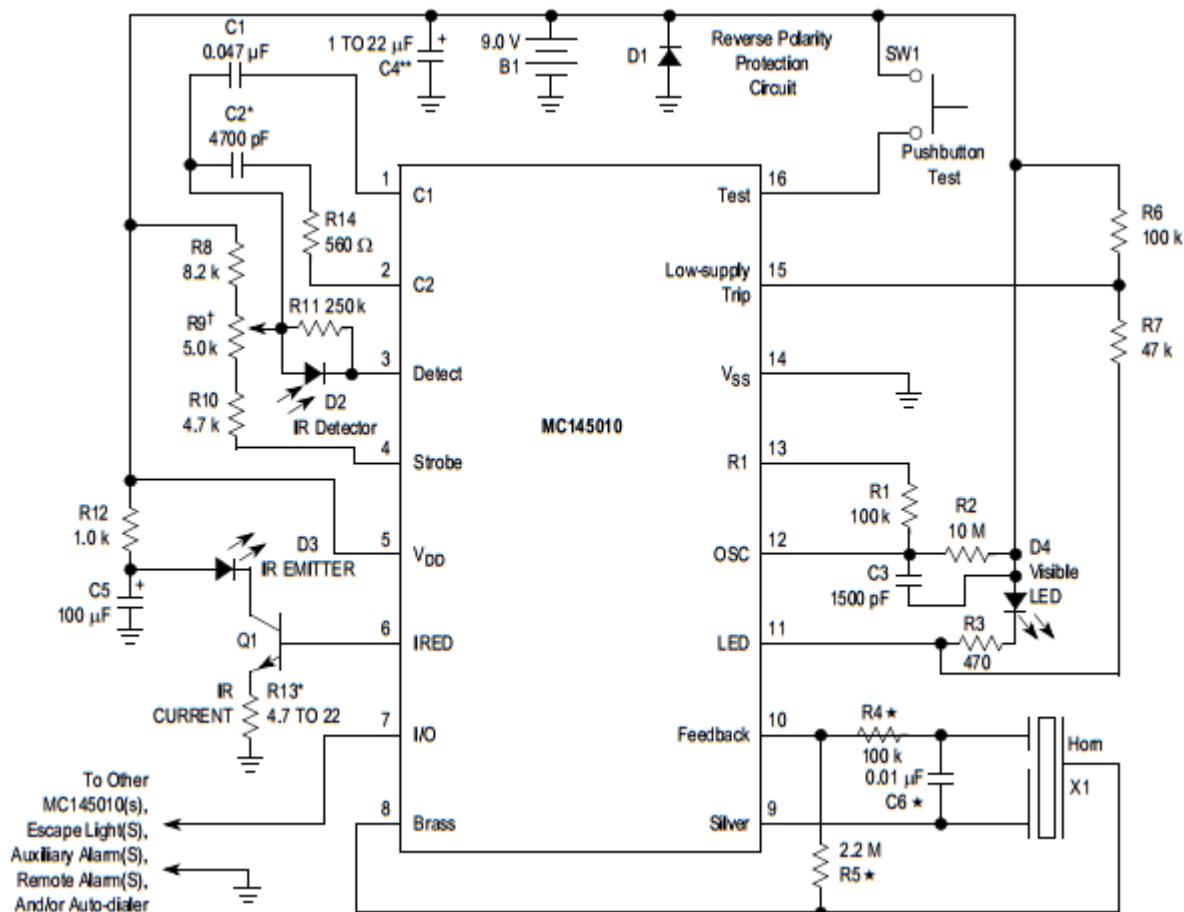 C1
0.047 µF
1 TO 22 µF
+
C4**
9.0 V
B1
D1
Reverse Polarity
Protection
Circuit
SW1
Pushbutton
Test
C2*
4700 pF
R14
560 Ω
R8
8.2 k
R9†
5.0 k
R10
4.7 k
R11 250 k
D2
IR Detector
R12
1.0 k
C5
+
100 µF
D3
IR EMITTER
Q1
IR
CURRENT
R13*
4.7 TO 22
To Other
MC145010(s),
Escape Light(S),
Auxiliary Alarm(S),
Remote Alarm(S),
And/or Auto-dialer
1
C1
2
C2
3
Detect
4
Strobe
5
VDD
6
IRED
7
I/O
8
Brass
MC145010
Test
16
Low-supply
Trip
15
VSS
14
R1
13
OSC
12
LED
11
Feedback
10
Silver
9
R6
100 k
R7
47 k
R1
100 k
R2
10 M
C3
1500 pF
D4
Visible
LED
R3
470
R4 ★
100 k
0.01 µF
C6 ★
Horn
X1
2.2 M
R5 ★